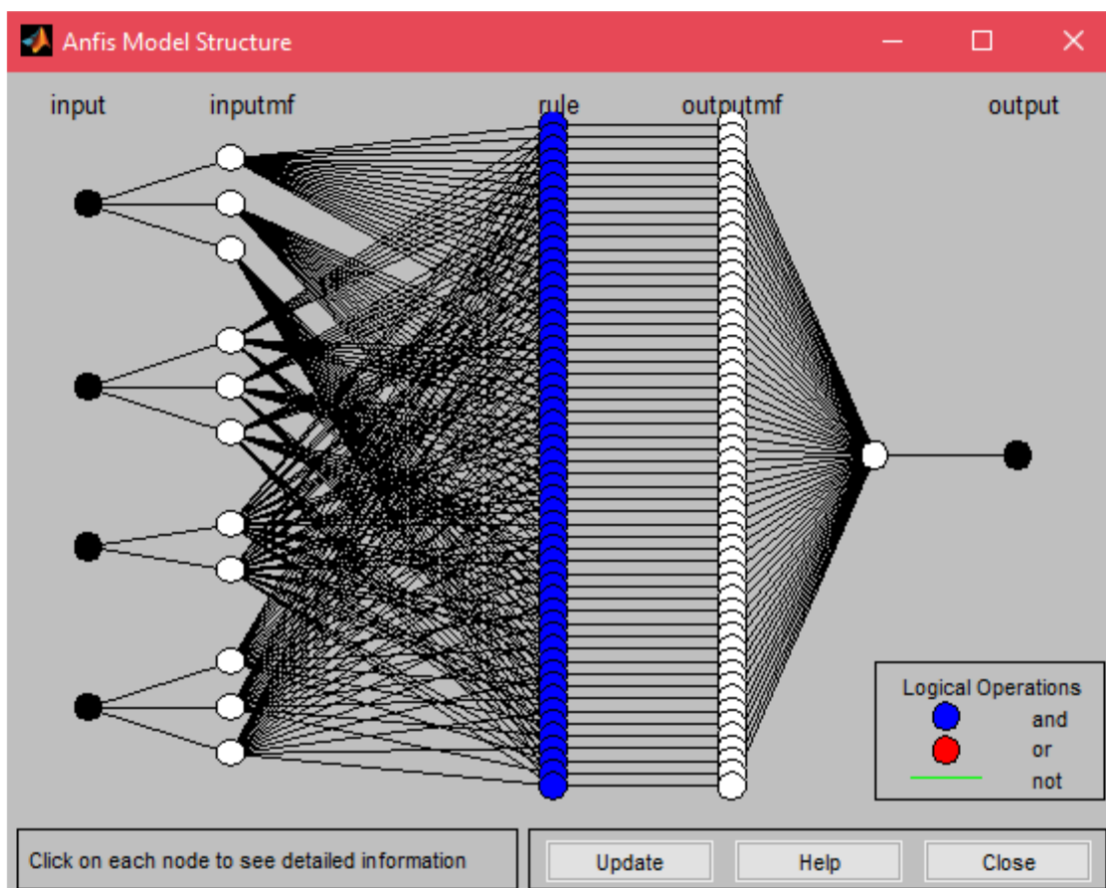 Anfis Model Structure
input inputmf rule outputmf output
Logical Operations
and
or
not
Click on each node to see detailed information
Update Help Close